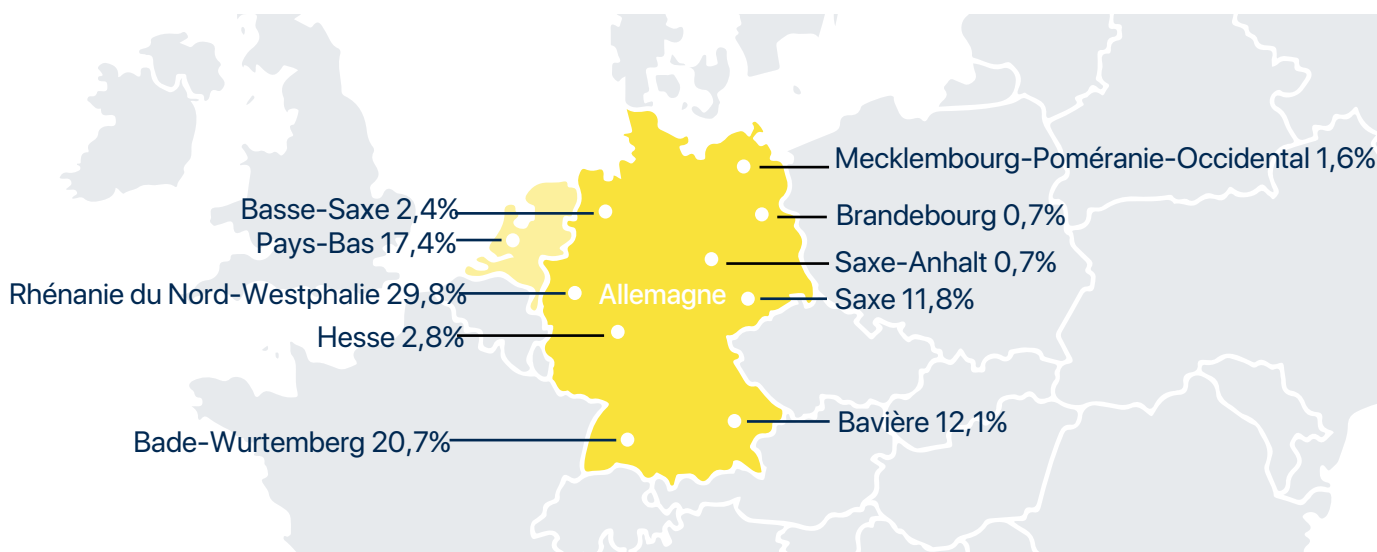 Mecklembourg-Poméranie-Occidental 1,6%
Basse-Saxe 2,4%
Brandebourg 0,7%
Pays-Bas 17,4%
Saxe-Anhalt 0,7%
Rhénanie du Nord-Westphalie 29,8%
Allemagne
Saxe 11,8%
Hesse 2,8%
Bavière 12,1%
Bade-Wurtemberg 20,7%